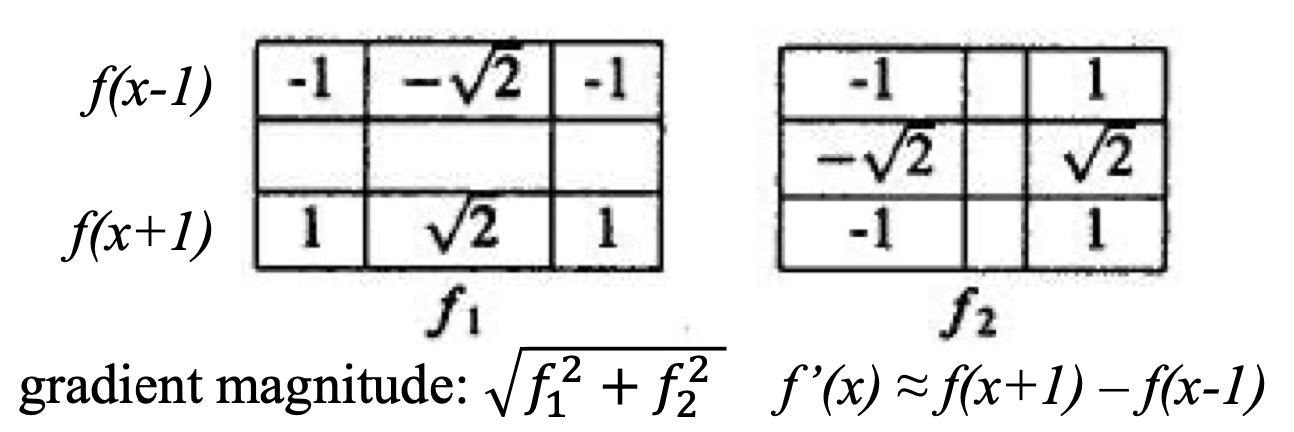 f(x-1) -1 −√2 -1 -1 1
−√2 √2
f(x+1) 1 √2 1 -1 1
f₁ f₂
gradient magnitude: √(f₁² + f₂²) f’(x) ≈ f(x+1) – f(x-1)